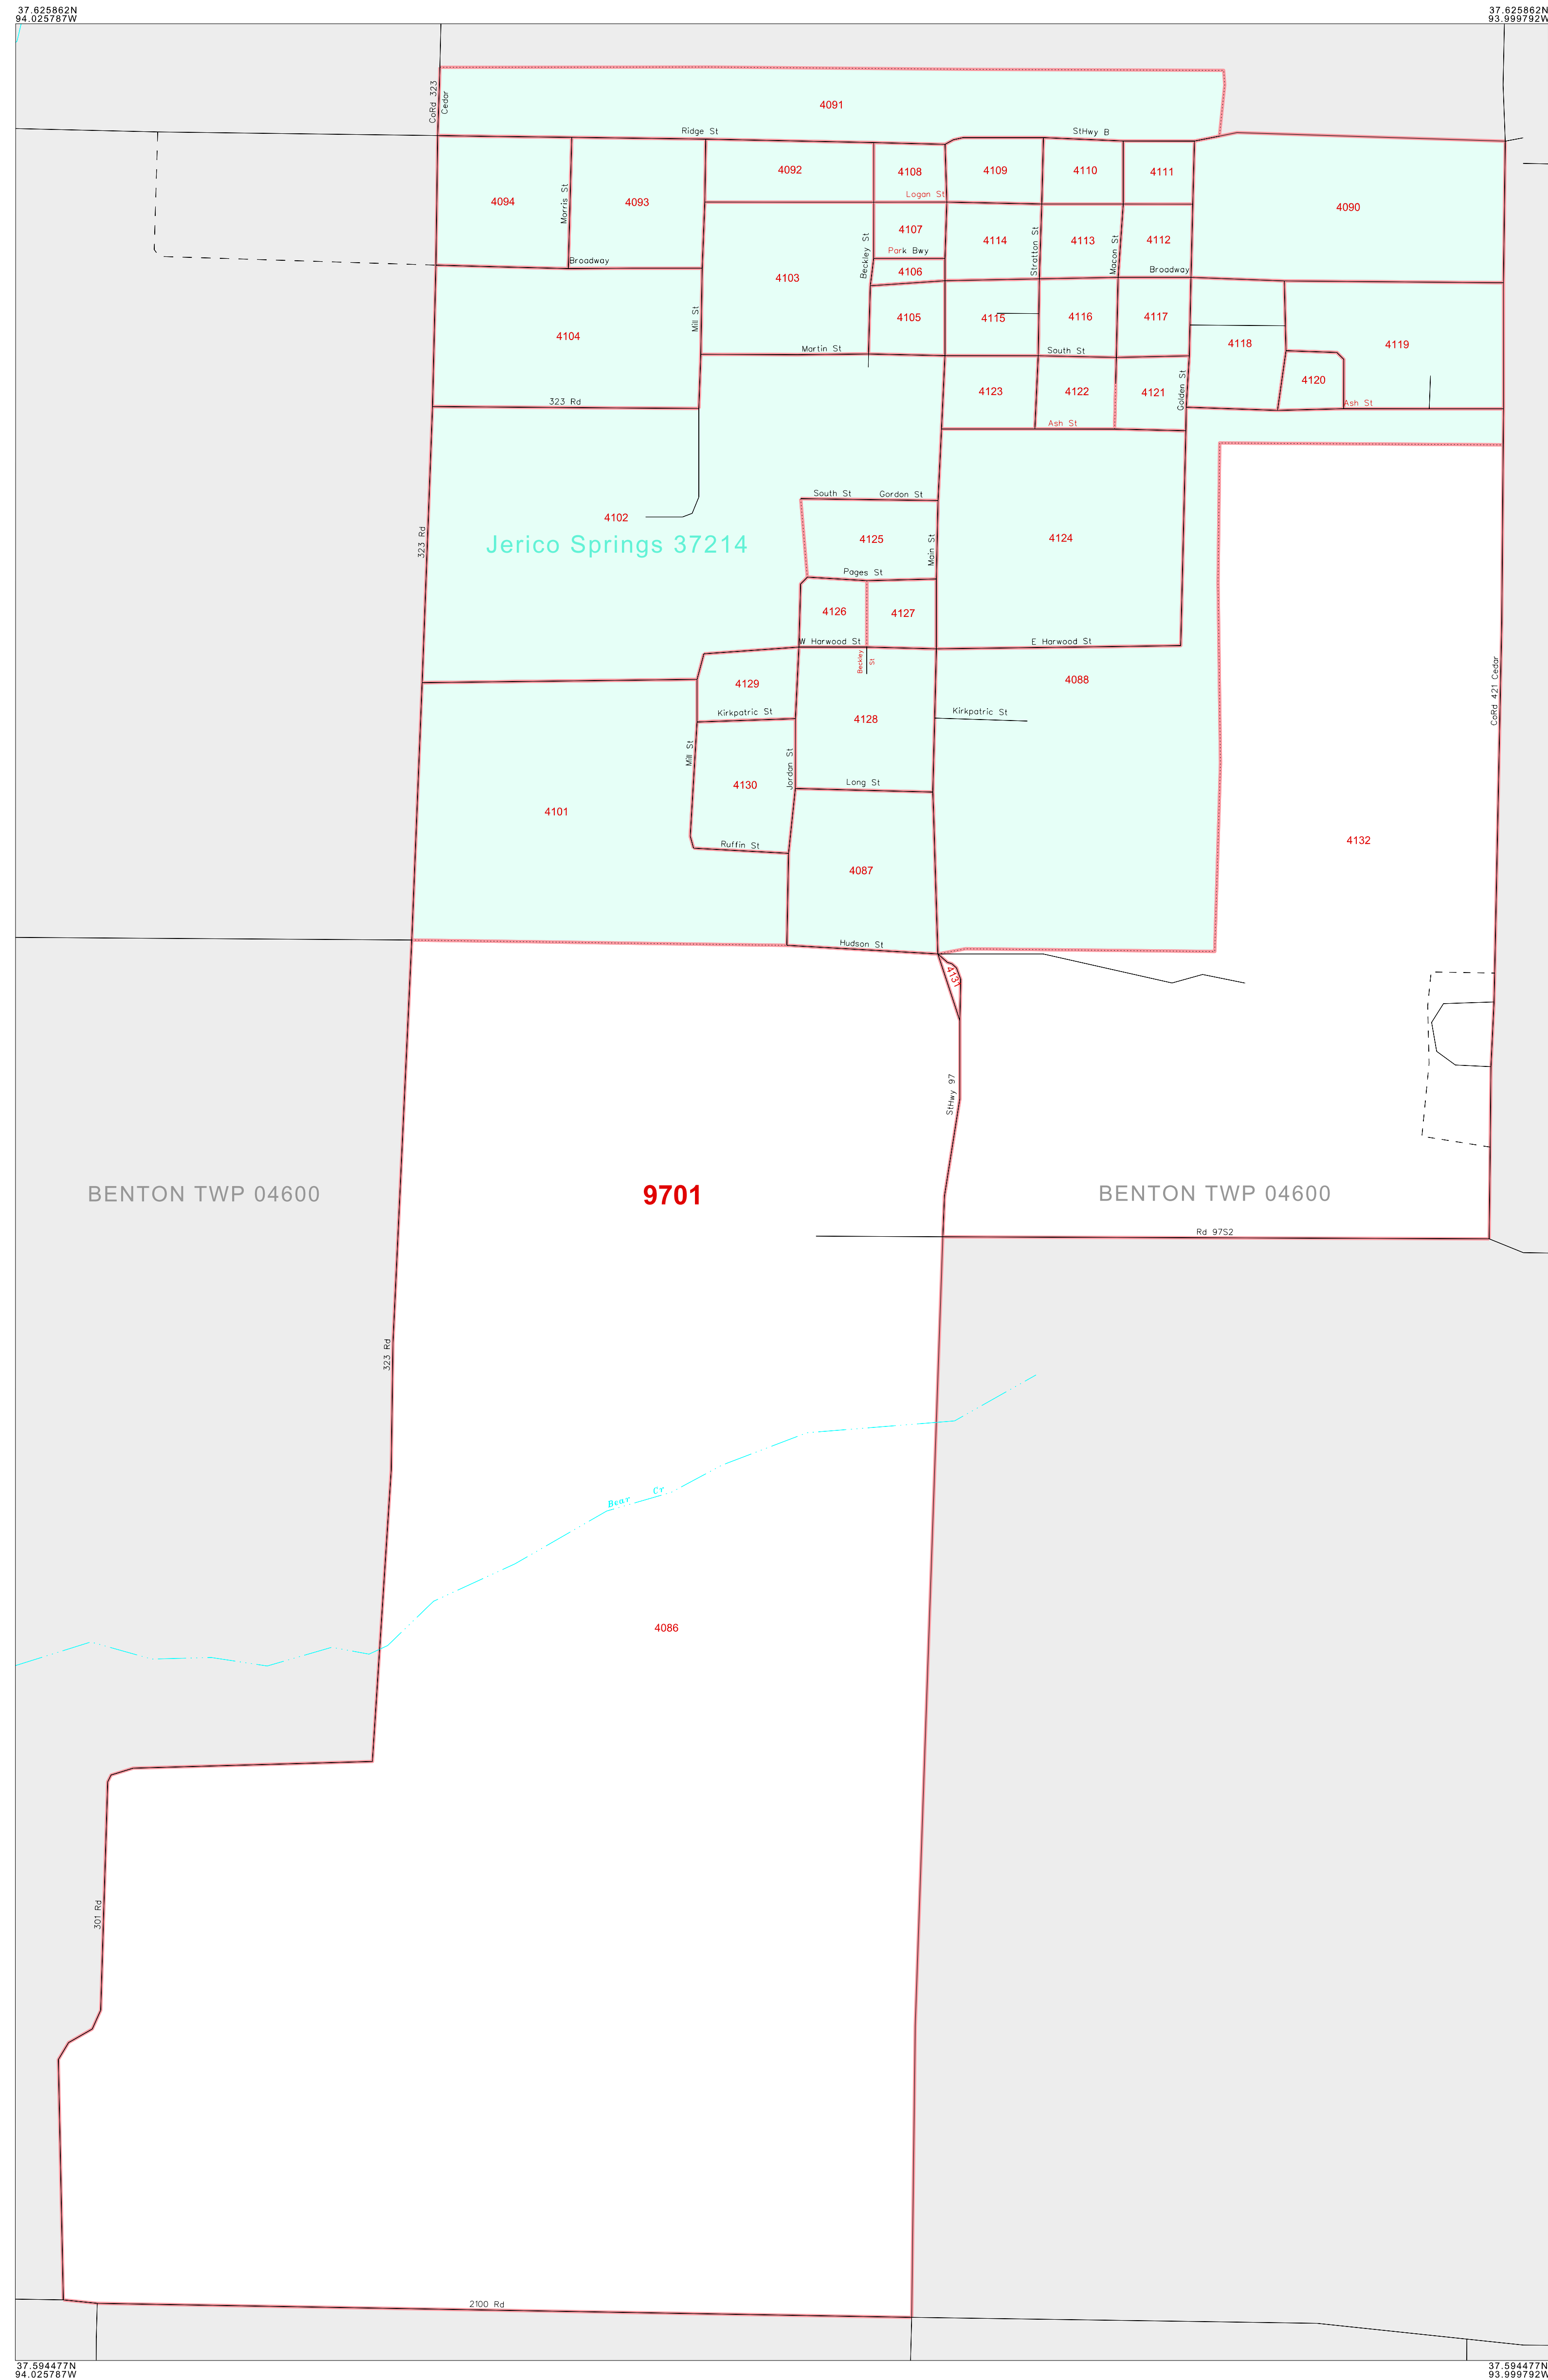 37.625862N
94.025787W
37.625862N
93.999792W
CoRd 323
Cedar
4091
Ridge St
StHwy B
4092
4108
4109
4110
4111
4094
Morris St
4093
Logan St
4090
4107
Park Bwy
4106
Beckley St
4114
Stratton St
4113
Macon St
4112
Broadway
Broadway
4103
4104
Mill St
4105
4115
4116
4117
4118
4119
Martin St
South St
4120
Golden St
4123
4122
4121
Ash St
323 Rd
Ash St
South St
Gordon St
4102
323 Rd
Jerico Springs 37214
4125
Main St
4124
Pages St
4126
4127
W Harwood St
E Harwood St
Beckley
St
4129
4088
CoRd 421 Cedar
Kirkpatric St
4128
Kirkpatric St
Mill St
Jordan St
4130
Long St
4101
4132
Ruffin St
4087
Hudson St
4131
StHwy 97
BENTON TWP 04600
9701
BENTON TWP 04600
Rd 97S2
323 Rd
Bear Cr
4086
301 Rd
2100 Rd
37.594477N
94.025787W
37.594477N
93.999792W